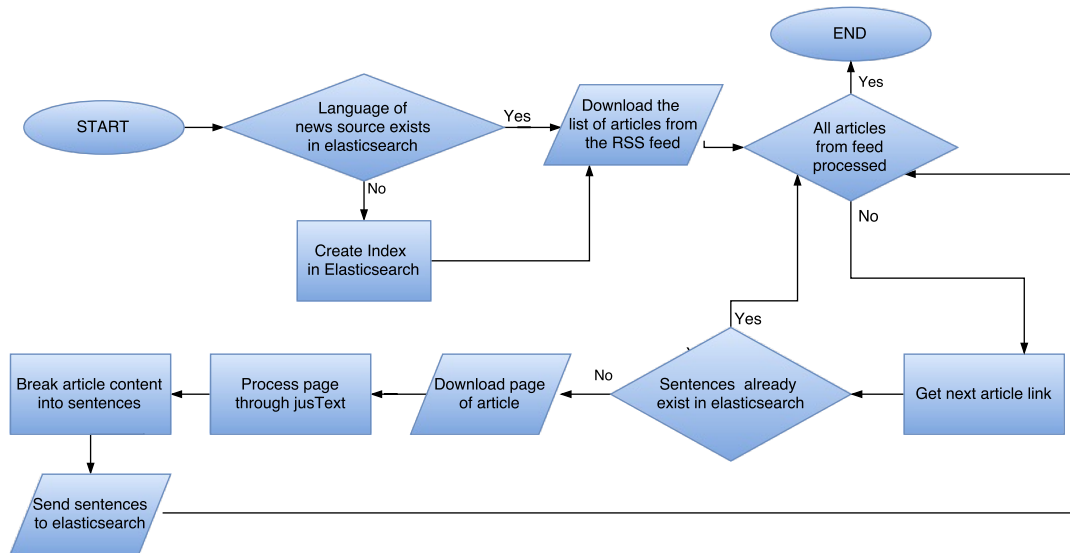 START
Language of
news source exists
in elasticsearch
Yes
No
Create Index
in Elasticsearch
Download the
list of articles from
the RSS feed
END
Yes
All articles
from feed
processed
No
Get next article link
Sentences already
exist in elasticsearch
Yes
No
Download page
of article
Process page
through jusText
Break article content
into sentences
Send sentences
to elasticsearch